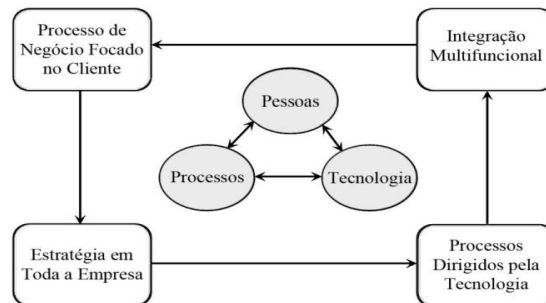 Processo de
Negócio Focado
no Cliente
Integração
Multifuncional
Pessoas
Processos
Tecnologia
Estratégia em
Toda a Empresa
Processos
Dirigidos pela
Tecnologia